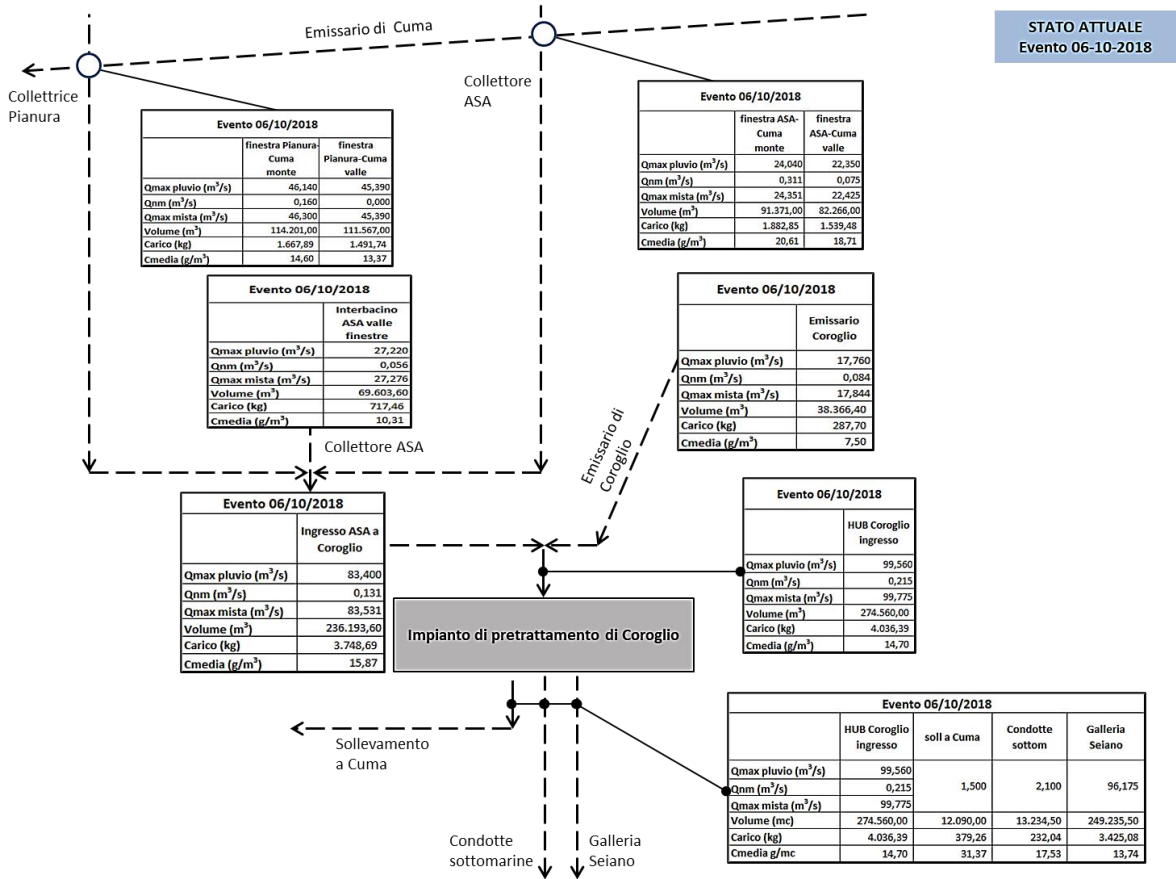 STATO ATTUALE
Evento 06-10-2018
Emissario di Cuma
Collettrice
Pianura
Collettore
ASA
Evento 06/10/2018
finestra Pianura-Cuma monte finestra Pianura-Cuma valle
Qmax pluvio (m³/s) 46,140 45,390
Qnm (m³/s) 0,160 0,000
Qmax mista (m³/s) 46,300 45,390
Volume (m³) 114.201,00 111.567,00
Carico (kg) 1.667,89 1.491,74
Cmedia (g/m³) 14,60 13,37
Evento 06/10/2018
finestra ASA-Cuma monte finestra ASA-Cuma valle
Qmax pluvio (m³/s) 24,040 22,350
Qnm (m³/s) 0,311 0,075
Qmax mista (m³/s) 24,351 22,425
Volume (m³) 91.371,00 82.266,00
Carico (kg) 1.882,85 1.539,48
Cmedia (g/m³) 20,61 18,71
Evento 06/10/2018
Interbacino
ASA valle
finestre
Qmax pluvio (m³/s) 27,220
Qnm (m³/s) 0,056
Qmax mista (m³/s) 27,276
Volume (m³) 69.603,60
Carico (kg) 717,46
Cmedia (g/m³) 10,31
Evento 06/10/2018
Emissario
Coroglio
Qmax pluvio (m³/s) 17,760
Qnm (m³/s) 0,084
Qmax mista (m³/s) 17,844
Volume (m³) 38.366,40
Carico (kg) 287,70
Cmedia (g/m³) 7,50
Collettore ASA
Emissario di
Coroglio
Evento 06/10/2018
Ingresso ASA a
Coroglio
Qmax pluvio (m³/s) 83,400
Qnm (m³/s) 0,131
Qmax mista (m³/s) 83,531
Volume (m³) 236.193,60
Carico (kg) 3.748,69
Cmedia (g/m³) 15,87
Evento 06/10/2018
HUB Coroglio
ingresso
Qmax pluvio (m³/s) 99,560
Qnm (m³/s) 0,215
Qmax mista (m³/s) 99,775
Volume (m³) 274.560,00
Carico (kg) 4.036,39
Cmedia (g/m³) 14,70
Impianto di pretrattamento di Coroglio
Sollevamento
a Cuma
Condotte
sottomarine
Galleria
Seiano
Evento 06/10/2018
HUB Coroglio ingresso soll a Cuma Condotte sottom Galleria Seiano
Qmax pluvio (m³/s) 99,560
Qnm (m³/s) 0,215 1,500 2,100 96,175
Qmax mista (m³/s) 99,775
Volume (mc) 274.560,00 12.090,00 13.234,50 249.235,50
Carico (kg) 4.036,39 379,26 232,04 3.425,08
Cmedia g/mc 14,70 31,37 17,53 13,74